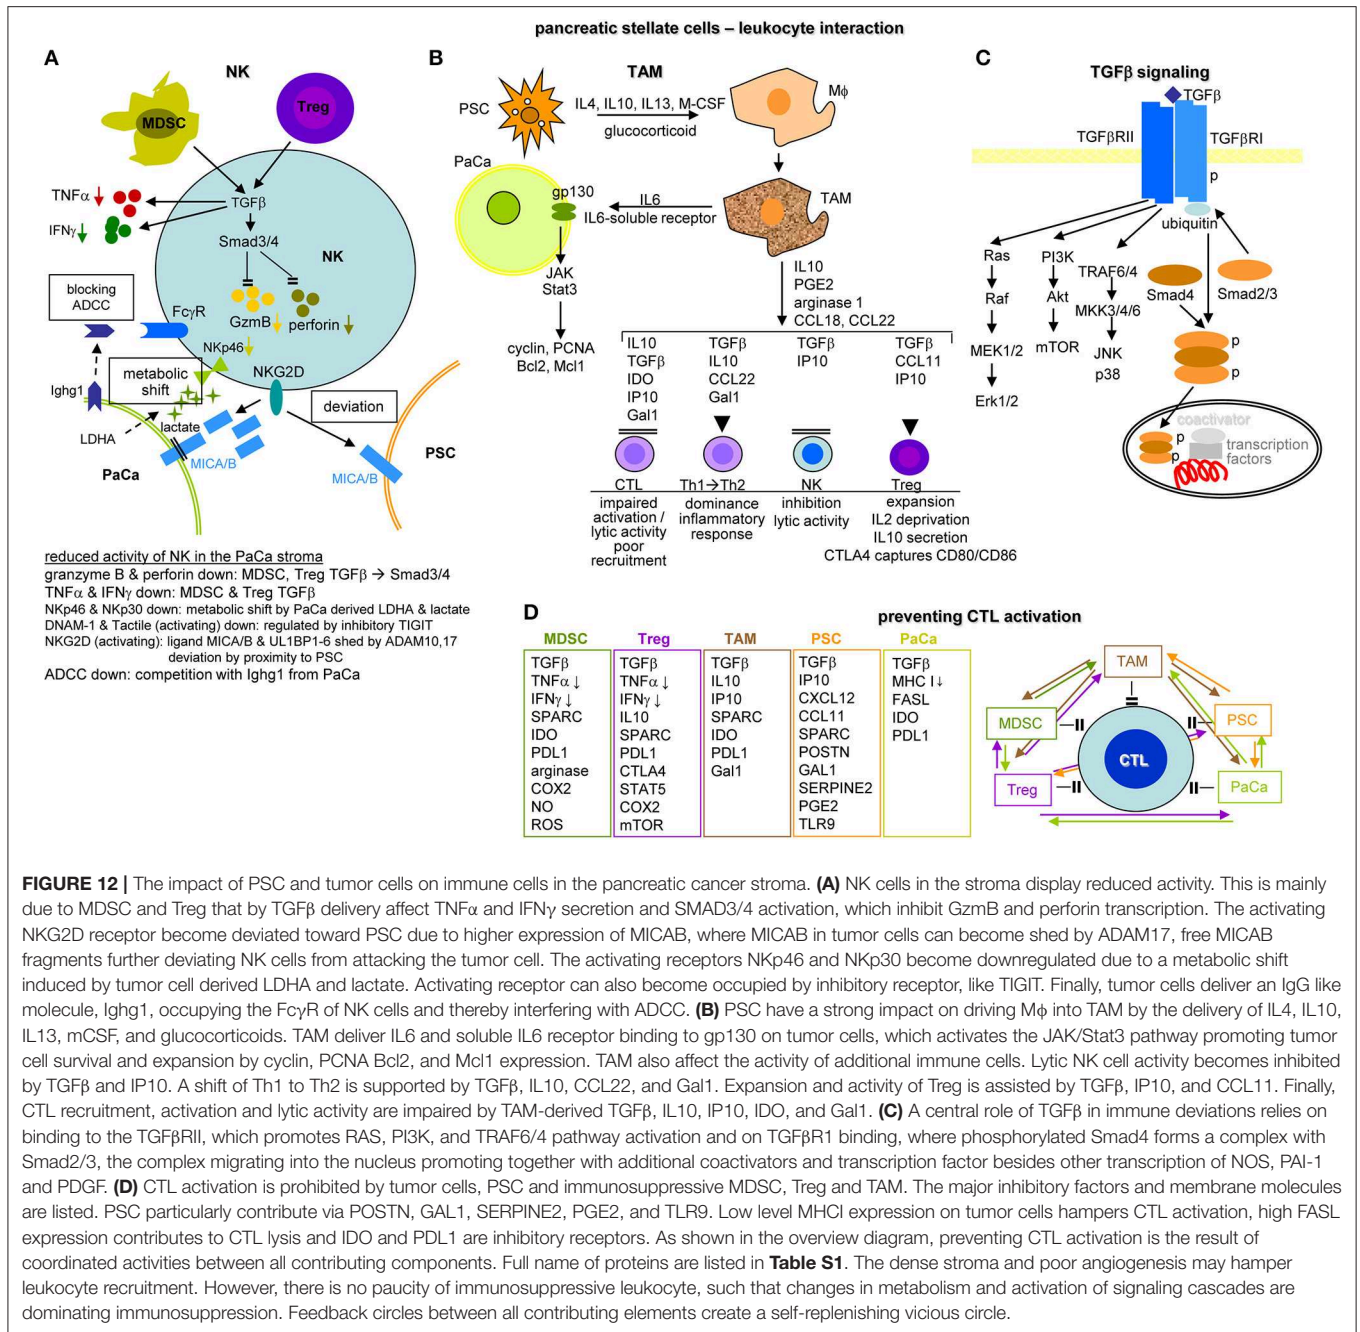 pancreatic stellate cells – leukocyte interaction
A
NK
MDSC
Treg
TNFα ↓
IFNγ ↓
TGFβ
Smad3/4
NK
blocking
ADCC
FcγR
GzmB ↓
perforin ↓
NKp46 ↓
metabolic
shift
NKG2D
Ighg1
deviation
LDHA
lactate
PaCa
MICA/B
MICA/B
PSC
reduced activity of NK in the PaCa stroma
granzyme B & perforin down: MDSC, Treg TGFβ → Smad3/4
TNFα & IFNγ down: MDSC & Treg TGFβ
NKp46 & NKp30 down: metabolic shift by PaCa derived LDHA & lactate
DNAM-1 & Tactile (activating) down: regulated by inhibitory TIGIT
NKG2D (activating): ligand MICA/B & UL1BP1-6 shed by ADAM10,17
deviation by proximity to PSC
ADCC down: competition with Ighg1 from PaCa
B
TAM
PSC
IL4, IL10, IL13, M-CSF
glucocorticoid
Mϕ
PaCa
gp130
IL6
IL6-soluble receptor
TAM
JAK
Stat3
cyclin, PCNA
Bcl2, Mcl1
IL10
PGE2
arginase 1
CCL18, CCL22
IL10
TGFβ
IDO
IP10
Gal1
TGFβ
IL10
CCL22
Gal1
TGFβ
IP10
TGFβ
CCL11
IP10
CTL
impaired
activation /
lytic activity
poor
recruitment
Th1→Th2
dominance
inflammatory
response
NK
inhibition
lytic activity
Treg
expansion
IL2 deprivation
IL10 secretion
CTLA4 captures CD80/CD86
C
TGFβ signaling
TGFβ
TGFβRII
TGFβRI
p
ubiquitin
Ras
Raf
MEK1/2
Erk1/2
PI3K
Akt
mTOR
TRAF6/4
MKK3/4/6
JNK
p38
Smad4
Smad2/3
p
p
coactivator
p
p
transcription
factors
D
preventing CTL activation
MDSC
TGFβ
TNFα ↓
IFNγ ↓
SPARC
IDO
PDL1
arginase
COX2
NO
ROS
Treg
TGFβ
TNFα ↓
IFNγ ↓
IL10
SPARC
PDL1
CTLA4
STAT5
COX2
mTOR
TAM
TGFβ
IL10
IP10
SPARC
IDO
PDL1
Gal1
PSC
TGFβ
IP10
CXCL12
CCL11
SPARC
POSTN
GAL1
SERPINE2
PGE2
TLR9
PaCa
TGFβ
MHC I↓
FASL
IDO
PDL1
TAM
MDSC
PSC
CTL
Treg
PaCa
FIGURE 12 | The impact of PSC and tumor cells on immune cells in the pancreatic cancer stroma. (A) NK cells in the stroma display reduced activity. This is mainly
due to MDSC and Treg that by TGFβ delivery affect TNFα and IFNγ secretion and SMAD3/4 activation, which inhibit GzmB and perforin transcription. The activating
NKG2D receptor become deviated toward PSC due to higher expression of MICAB, where MICAB in tumor cells can become shed by ADAM17, free MICAB
fragments further deviating NK cells from attacking the tumor cell. The activating receptors NKp46 and NKp30 become downregulated due to a metabolic shift
induced by tumor cell derived LDHA and lactate. Activating receptor can also become occupied by inhibitory receptor, like TIGIT. Finally, tumor cells deliver an IgG like
molecule, Ighg1, occupying the FcγR of NK cells and thereby interfering with ADCC. (B) PSC have a strong impact on driving Mϕ into TAM by the delivery of IL4, IL10,
IL13, mCSF, and glucocorticoids. TAM deliver IL6 and soluble IL6 receptor binding to gp130 on tumor cells, which activates the JAK/Stat3 pathway promoting tumor
cell survival and expansion by cyclin, PCNA Bcl2, and Mcl1 expression. TAM also affect the activity of additional immune cells. Lytic NK cell activity becomes inhibited
by TGFβ and IP10. A shift of Th1 to Th2 is supported by TGFβ, IL10, CCL22, and Gal1. Expansion and activity of Treg is assisted by TGFβ, IP10, and CCL11. Finally,
CTL recruitment, activation and lytic activity are impaired by TAM-derived TGFβ, IL10, IP10, IDO, and Gal1. (C) A central role of TGFβ in immune deviations relies on
binding to the TGFβRII, which promotes RAS, PI3K, and TRAF6/4 pathway activation and on TGFβR1 binding, where phosphorylated Smad4 forms a complex with
Smad2/3, the complex migrating into the nucleus promoting together with additional coactivators and transcription factor besides other transcription of NOS, PAI-1
and PDGF. (D) CTL activation is prohibited by tumor cells, PSC and immunosuppressive MDSC, Treg and TAM. The major inhibitory factors and membrane molecules
are listed. PSC particularly contribute via POSTN, GAL1, SERPINE2, PGE2, and TLR9. Low level MHCI expression on tumor cells hampers CTL activation, high FASL
expression contributes to CTL lysis and IDO and PDL1 are inhibitory receptors. As shown in the overview diagram, preventing CTL activation is the result of
coordinated activities between all contributing components. Full name of proteins are listed in Table S1. The dense stroma and poor angiogenesis may hamper
leukocyte recruitment. However, there is no paucity of immunosuppressive leukocyte, such that changes in metabolism and activation of signaling cascades are
dominating immunosuppression. Feedback circles between all contributing elements create a self-replenishing vicious circle.